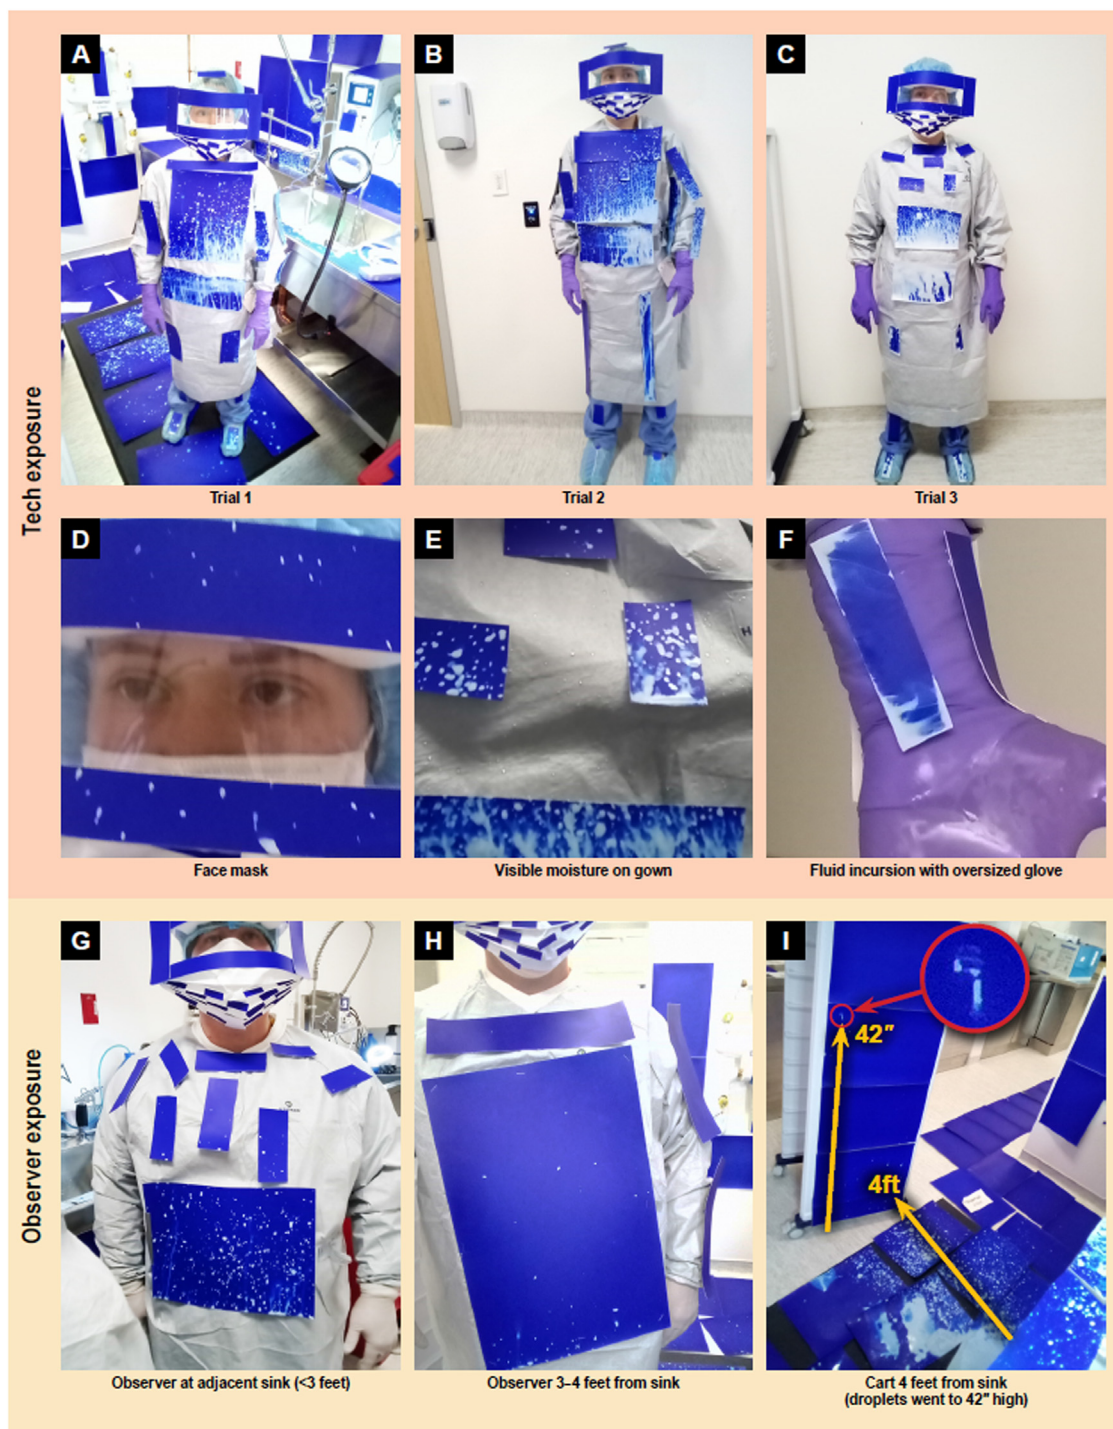 Tech exposure
A
B
C
Trial 1
Trial 2
Trial 3
D
E
F
Face mask
Visible moisture on gown
Fluid incursion with oversized glove
Observer exposure
G
H
I
42"
4ft
Observer at adjacent sink (<3 feet)
Observer 3–4 feet from sink
Cart 4 feet from sink
(droplets went to 42" high)